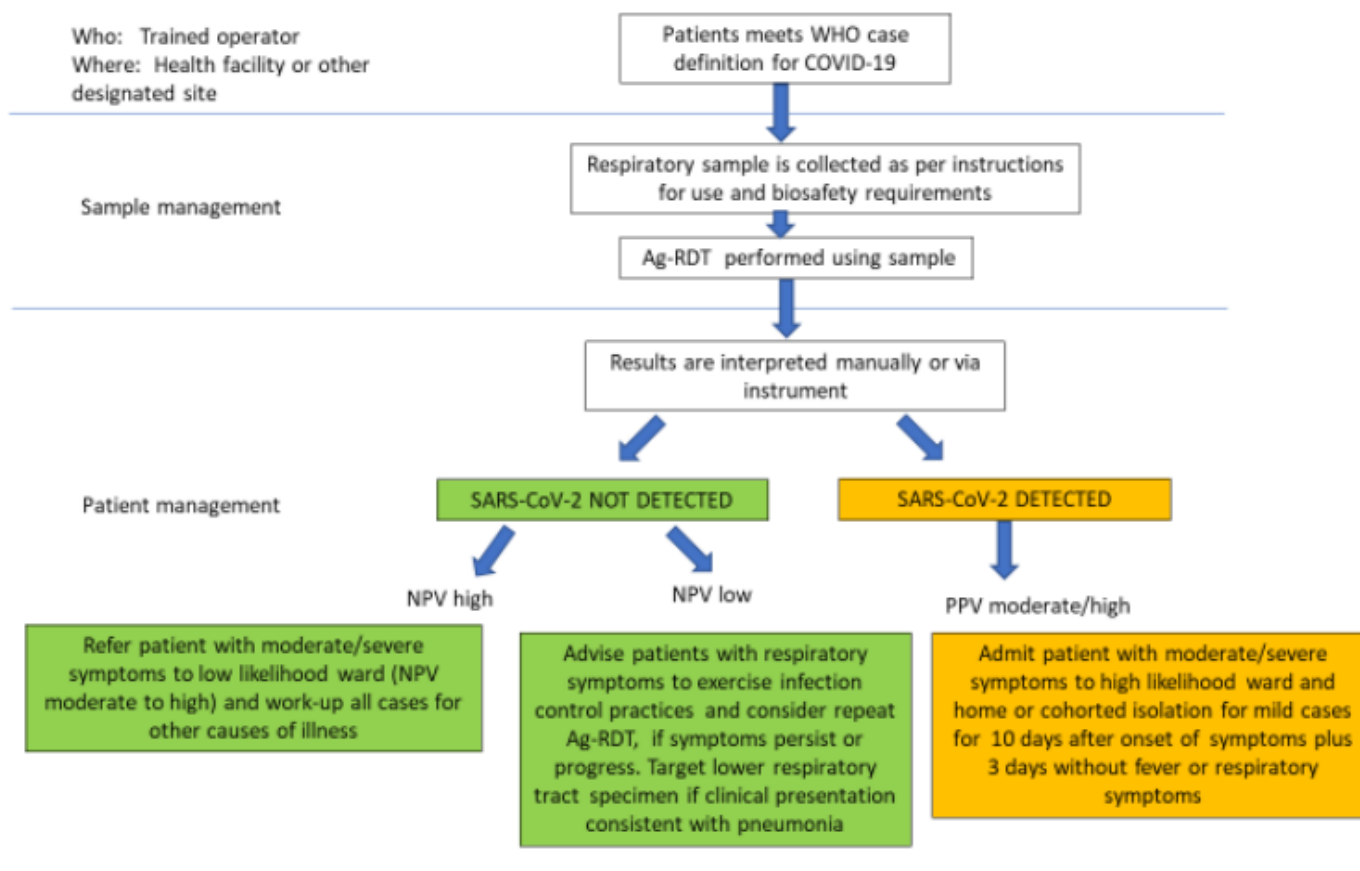 Who: Trained operator
Where: Health facility or other
designated site
Patients meets WHO case
definition for COVID-19
Sample management
Respiratory sample is collected as per instructions
for use and biosafety requirements
Ag-RDT performed using sample
Results are interpreted manually or via
instrument
Patient management
SARS-CoV-2 NOT DETECTED
SARS-CoV-2 DETECTED
NPV high
NPV low
PPV moderate/high
Refer patient with moderate/severe
symptoms to low likelihood ward (NPV
moderate to high) and work-up all cases for
other causes of illness
Advise patients with respiratory
symptoms to exercise infection
control practices and consider repeat
Ag-RDT, if symptoms persist or
progress. Target lower respiratory
tract specimen if clinical presentation
consistent with pneumonia
Admit patient with moderate/severe
symptoms to high likelihood ward and
home or cohorted isolation for mild cases
for 10 days after onset of symptoms plus
3 days without fever or respiratory
symptoms